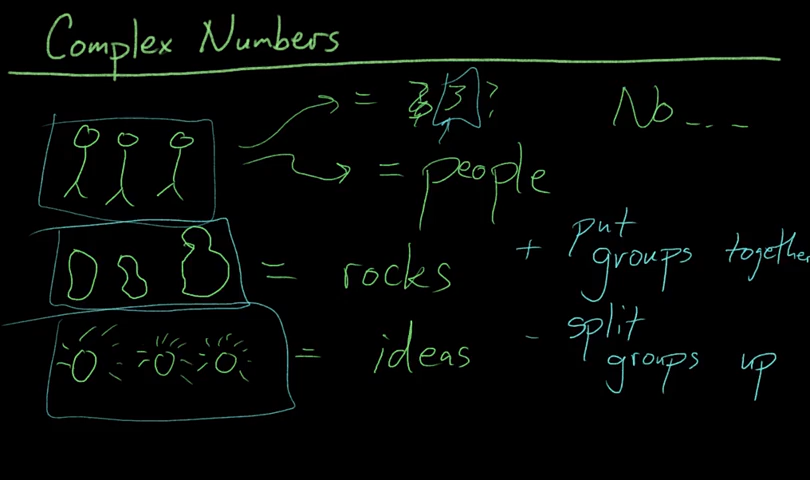 Complex Numbers
= 3 ? No _ _ _
= people
= rocks
+ put groups together
= ideas
- split groups up